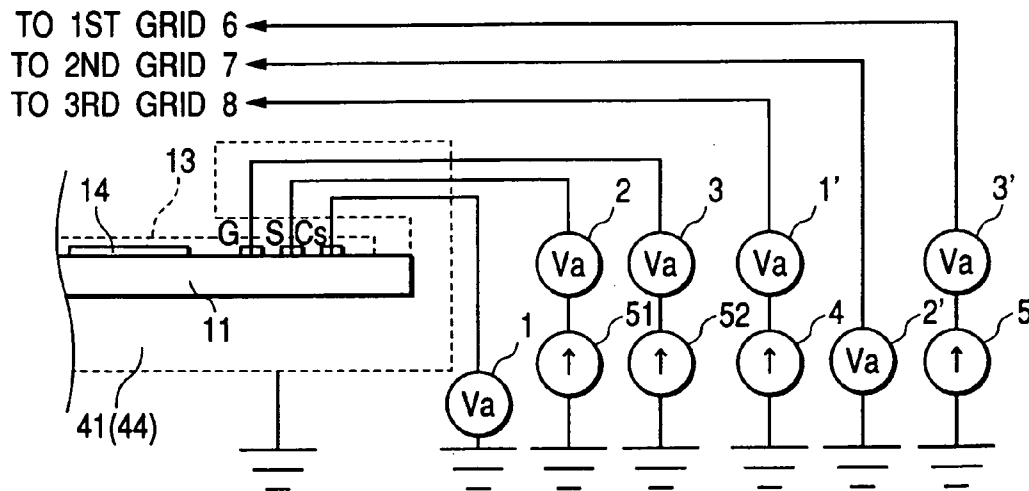 TO 1ST GRID 6
TO 2ND GRID 7
TO 3RD GRID 8
13
14
G S Cs
2 3 1' 3'
Va Va Va Va
11
1 51 52 4 2' 5
↑ ↑ ↑ Va ↑
Va
41(44)